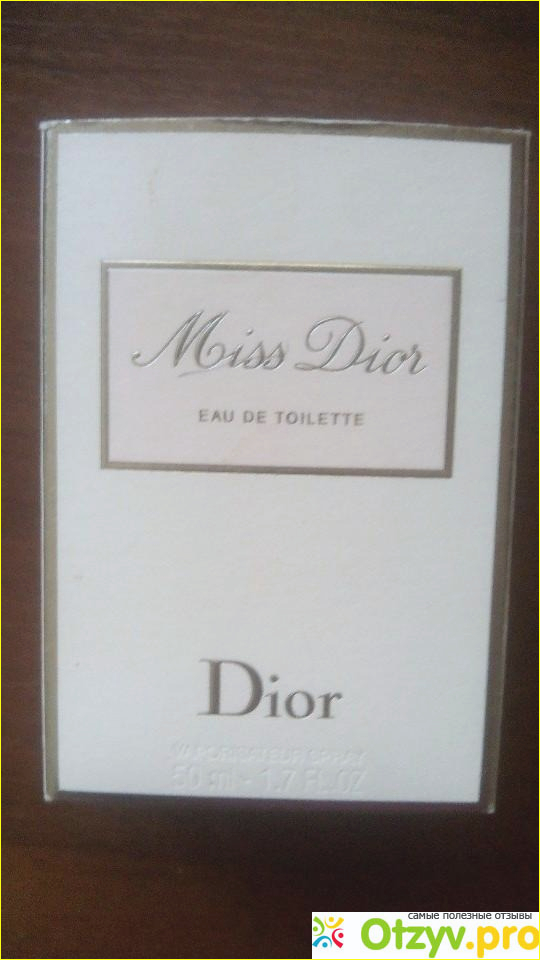 Miss Dior
EAU DE TOILETTE
Dior
VAPORISATEUR SPRAY
50 ml - 1.7 FL.OZ
самые полезные отзывы
Otzyv.pro